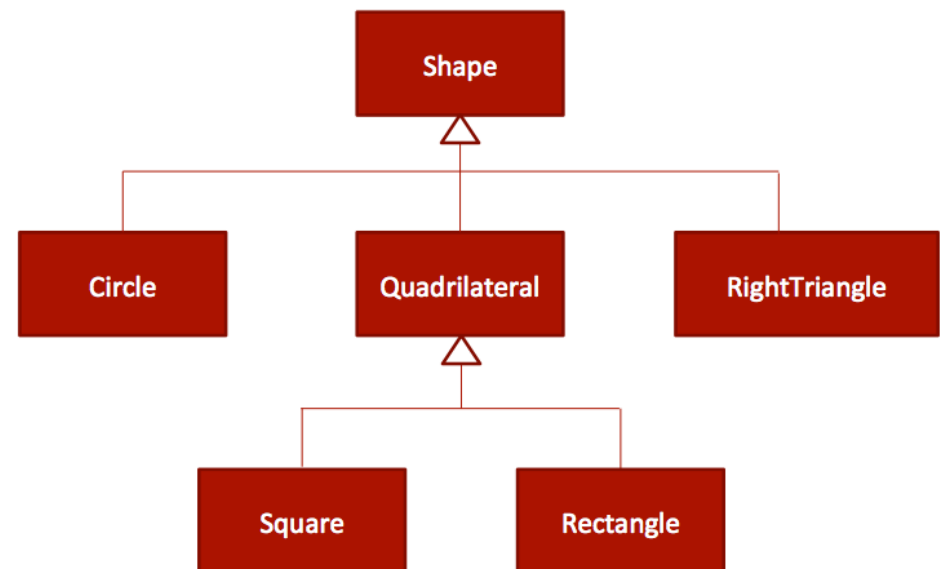 Shape
Circle
Quadrilateral
RightTriangle
Square
Rectangle